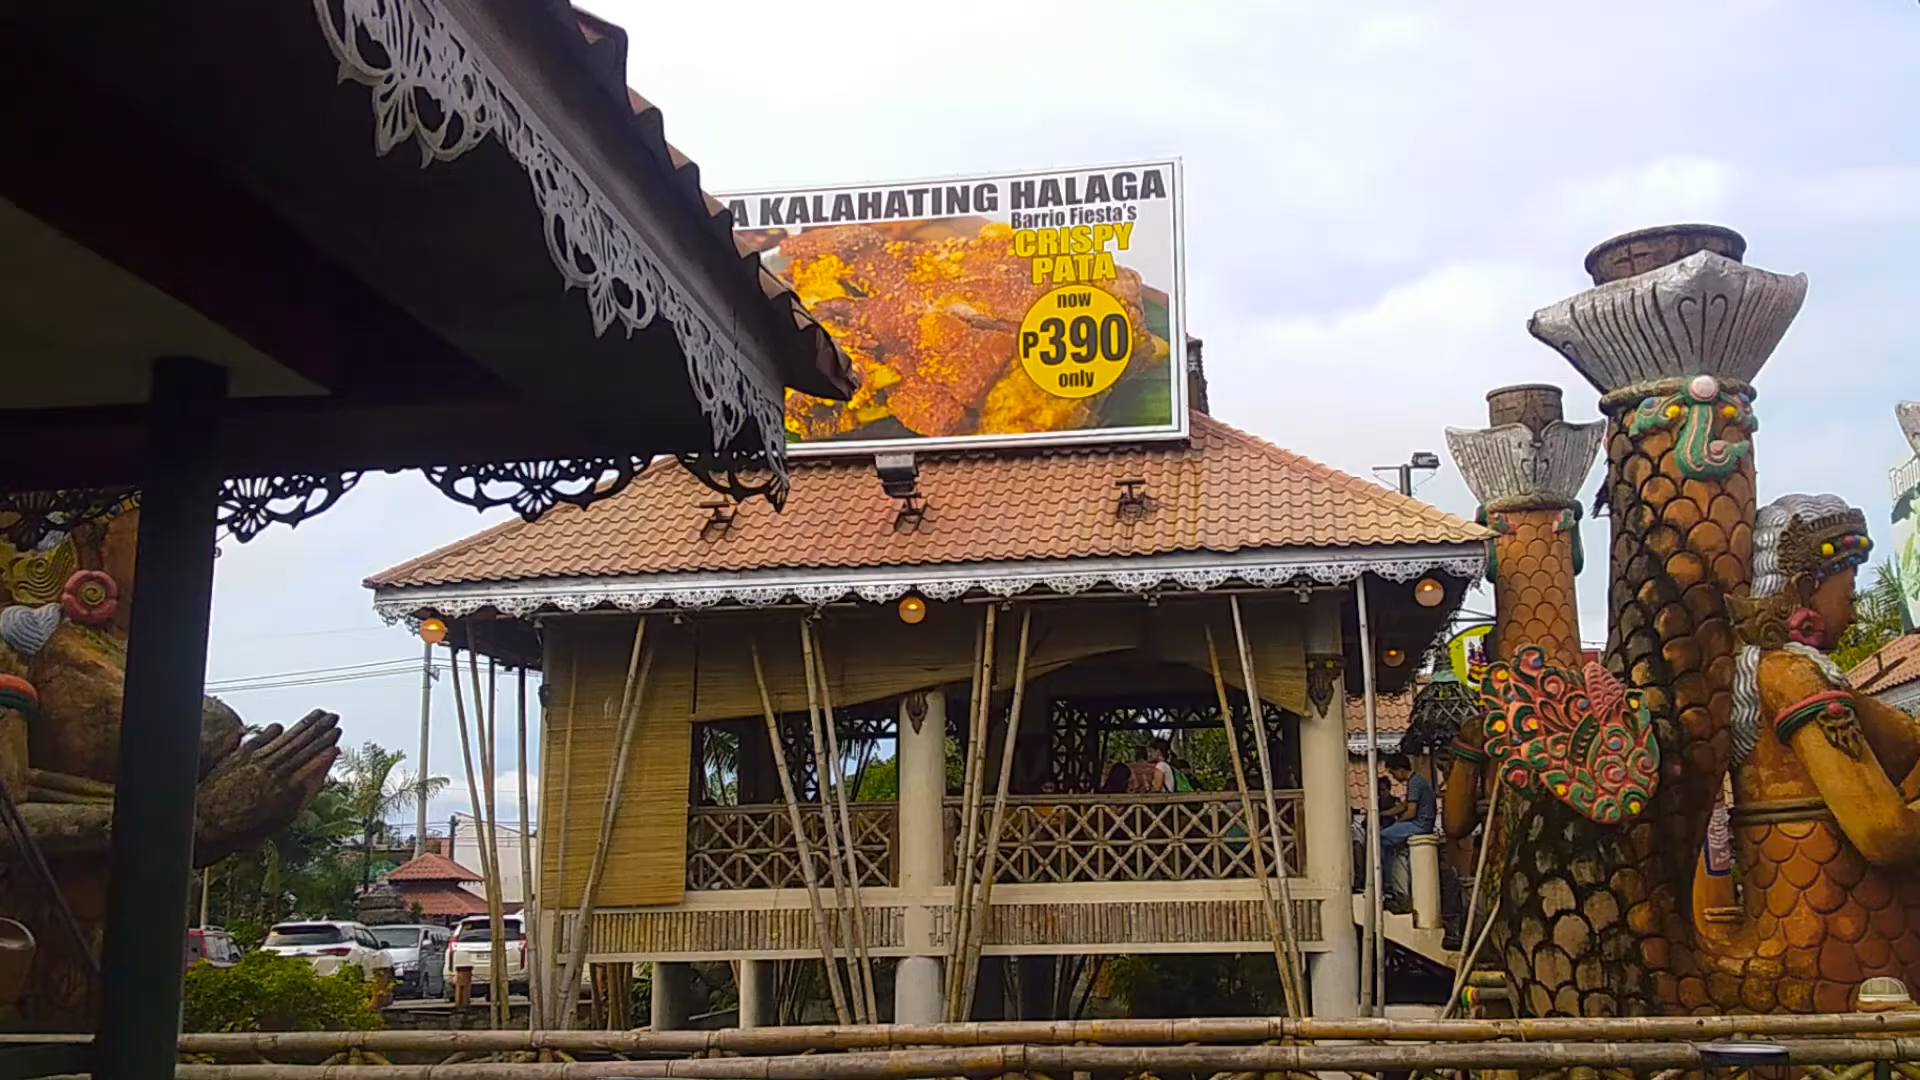 A KALAHATING HALAGA
Barrio Fiesta's
CRISPY
PATA
now
P390
only